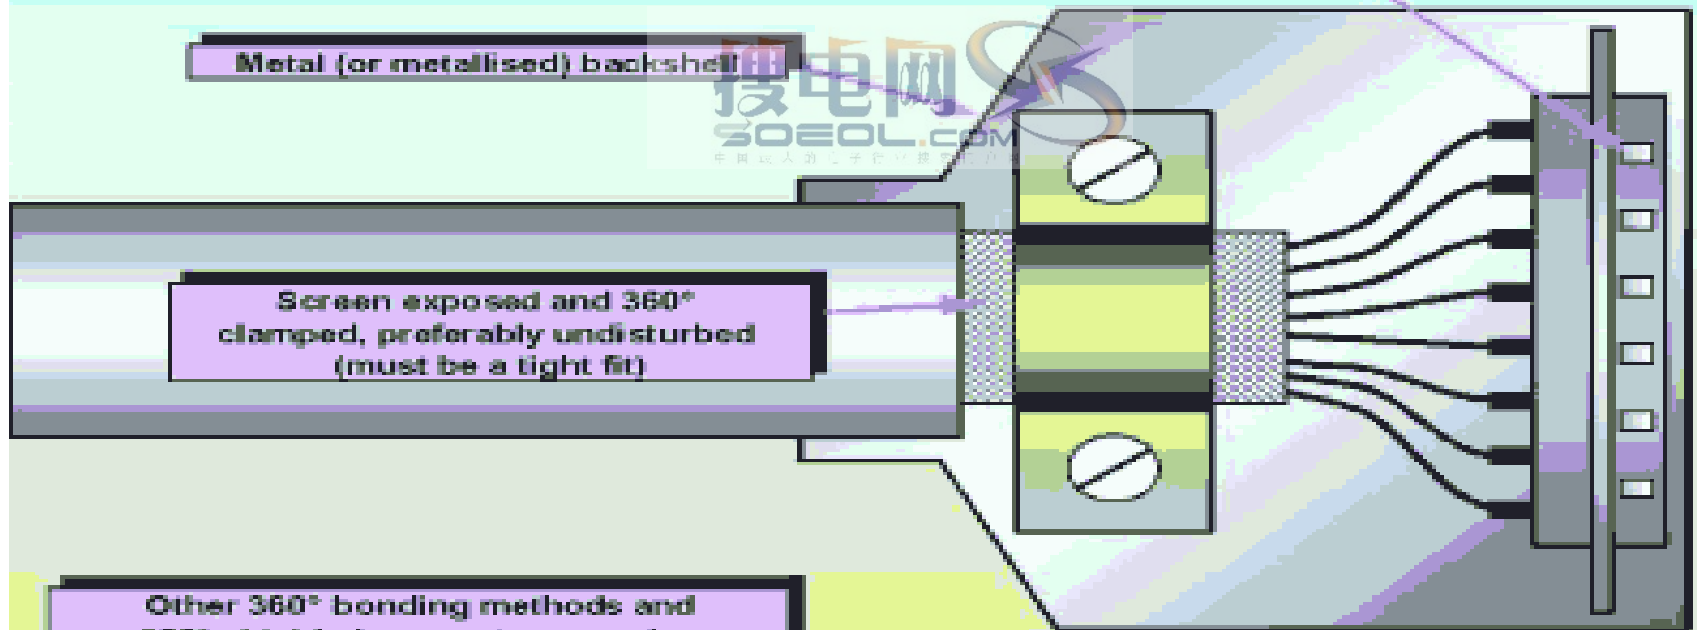 Metal (or metallised) backshell
搜电网
SOEOL.COM
Screen exposed and 360°
clamped, preferably undisturbed
(must be a tight fit)
Other 360° bonding methods and